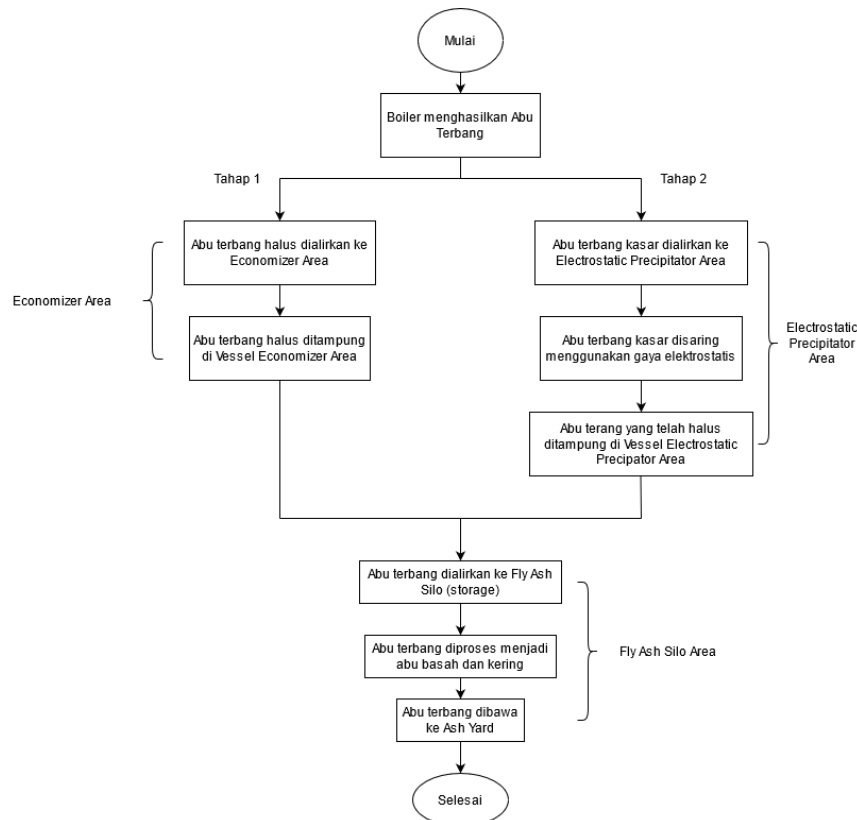 Mulai
Boiler menghasilkan Abu
Terbang
Tahap 1
Tahap 2
Abu terbang halus dialirkan ke
Economizer Area
Abu terbang kasar dialirkan ke
Electrostatic Precipitator Area
Economizer Area
Abu terbang halus ditampung
di Vessel Economizer Area
Abu terbang kasar disaring
menggunakan gaya elektrostatis
Electrostatic
Precipitator
Area
Abu terang yang telah halus
ditampung di Vessel Electrostatic
Precipator Area
Abu terbang dialirkan ke Fly Ash
Silo (storage)
Abu terbang diproses menjadi
abu basah dan kering
Fly Ash Silo Area
Abu terbang dibawa
ke Ash Yard
Selesai